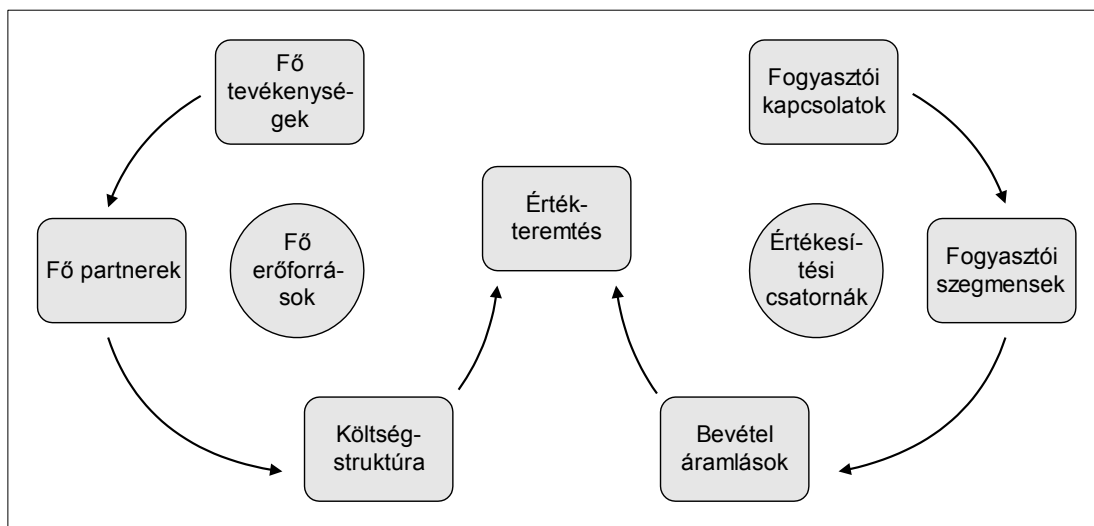 Fő
tevékenysé-
gek
Fogyasztói
kapcsolatok
Érték-
teremtés
Fő partnerek
Fő
erőforrá-
sok
Értékesí-
tési
csatornák
Fogyasztói
szegmensek
Költség-
struktúra
Bevétel
áramlások